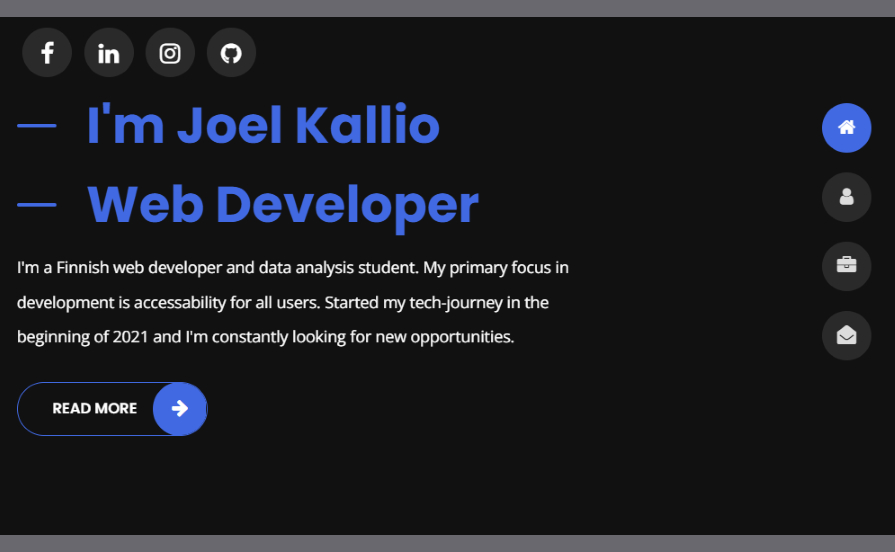 I'm Joel Kallio
Web Developer
I'm a Finnish web developer and data analysis student. My primary focus in
development is accessability for all users. Started my tech-journey in the
beginning of 2021 and I'm constantly looking for new opportunities.
READ MORE